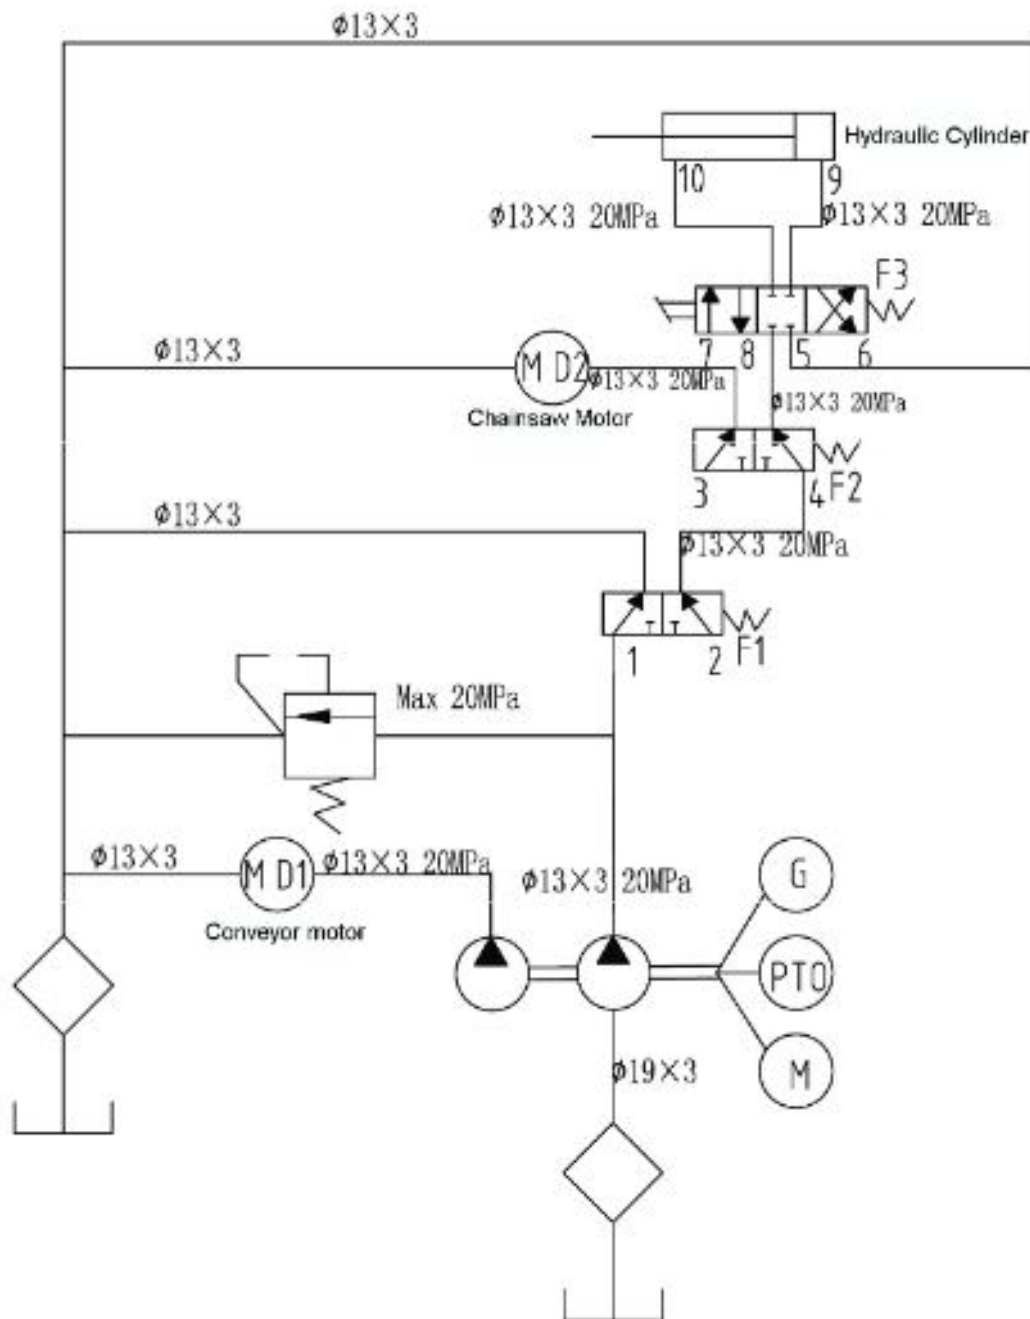 ϕ13×3
Hydraulic Cylinder
10 9
ϕ13×3 20MPa ϕ13×3 20MPa
F3
7 8 5 6
ϕ13×3
M D2
ϕ13×3 20MPa
Chainsaw Motor
ϕ13×3 20MPa
3 4 F2
ϕ13×3
ϕ13×3 20MPa
1 2 F1
Max 20MPa
ϕ13×3
M D1
ϕ13×3 20MPa
Conveyor motor
ϕ13×3 20MPa
G
PTO
M
ϕ19×3